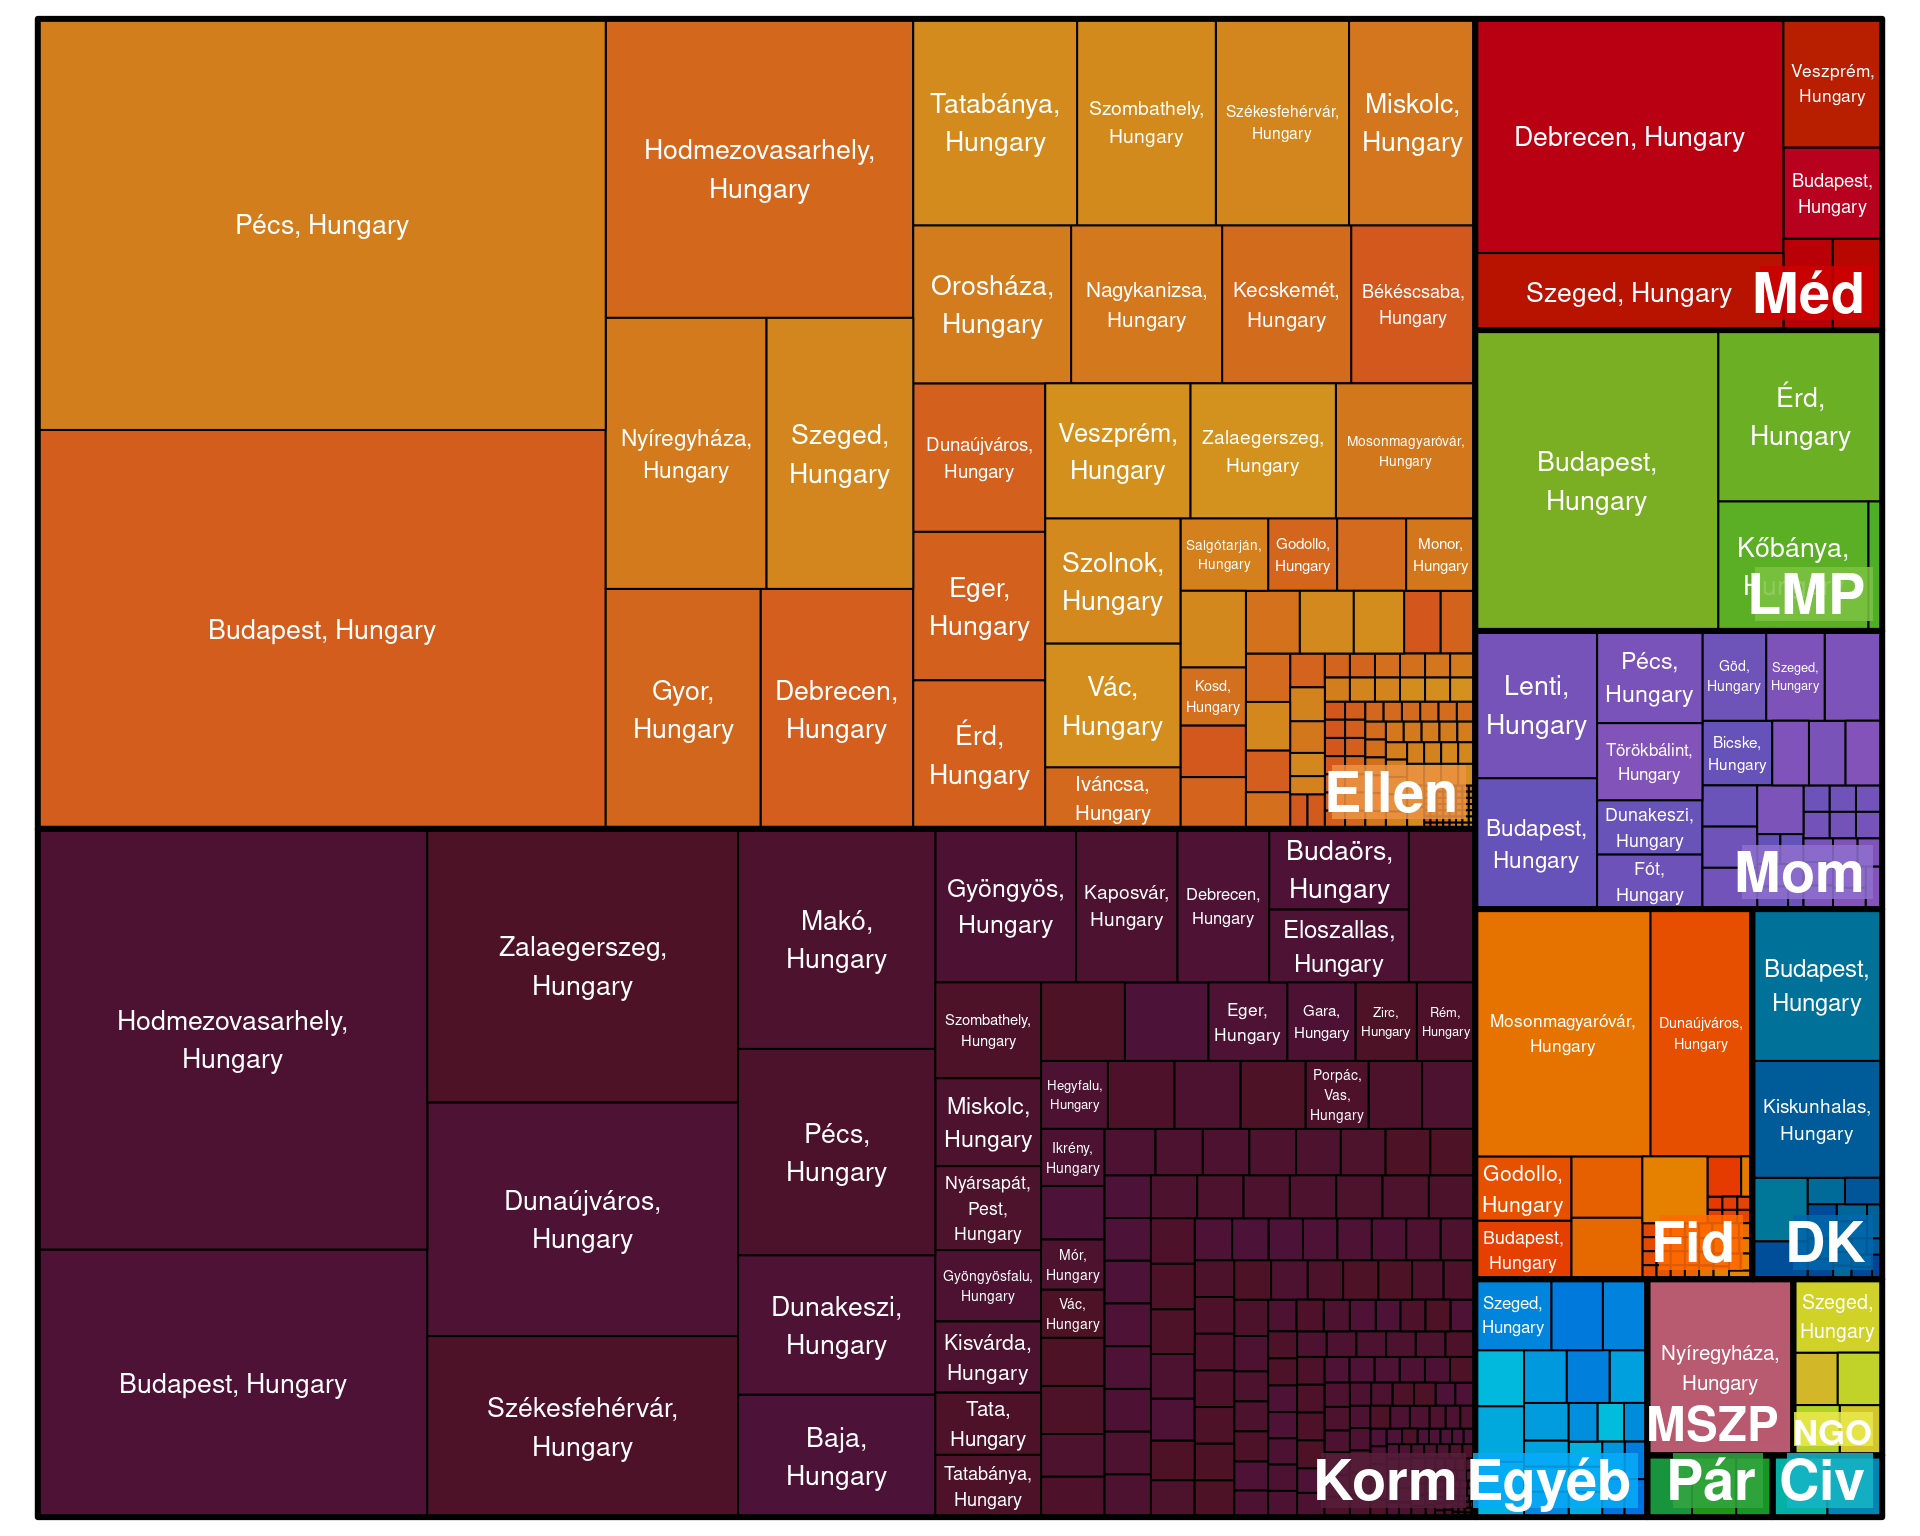 Pécs, Hungary
Budapest, Hungary
Hodmezovasarhely,
Hungary
Nyíregyháza,
Hungary
Szeged,
Hungary
Gyor,
Hungary
Debrecen,
Hungary
Tatabánya,
Hungary
Szombathely,
Hungary
Székesfehérvár,
Hungary
Miskolc,
Hungary
Orosháza,
Hungary
Nagykanizsa,
Hungary
Kecskemét,
Hungary
Békéscsaba,
Hungary
Dunaújváros,
Hungary
Eger,
Hungary
Érd,
Hungary
Veszprém,
Hungary
Zalaegerszeg,
Hungary
Mosonmagyaróvár,
Hungary
Szolnok,
Hungary
Vác,
Hungary
Iváncsa,
Hungary
Salgótarján,
Hungary
Godollo,
Hungary
Monor,
Hungary
Kosd,
Hungary
Ellen
Hodmezovasarhely,
Hungary
Budapest, Hungary
Zalaegerszeg,
Hungary
Dunaújváros,
Hungary
Székesfehérvár,
Hungary
Makó,
Hungary
Pécs,
Hungary
Dunakeszi,
Hungary
Baja,
Hungary
Gyöngyös,
Hungary
Kaposvár,
Hungary
Debrecen,
Hungary
Budaörs,
Hungary
Eloszallas,
Hungary
Szombathely,
Hungary
Miskolc,
Hungary
Nyársapát,
Pest,
Hungary
Gyöngyösfalu,
Hungary
Kisvárda,
Hungary
Tata,
Hungary
Tatabánya,
Hungary
Eger,
Hungary
Gara,
Hungary
Zirc,
Hungary
Rém,
Hungary
Hegyfalu,
Hungary
Porpác,
Vas,
Hungary
Ikrény,
Hungary
Mór,
Hungary
Vác,
Hungary
Korm
Debrecen, Hungary
Szeged, Hungary
Veszprém,
Hungary
Budapest,
Hungary
Méd
Budapest,
Hungary
Érd,
Hungary
Kőbánya,
Hungary
LMP
Lenti,
Hungary
Budapest,
Hungary
Pécs,
Hungary
Törökbálint,
Hungary
Dunakeszi,
Hungary
Fót,
Hungary
Göd,
Hungary
Szeged,
Hungary
Bicske,
Hungary
Mom
Mosonmagyaróvár,
Hungary
Dunaújváros,
Hungary
Godollo,
Hungary
Budapest,
Hungary
Fid
Budapest,
Hungary
Kiskunhalas,
Hungary
DK
Szeged,
Hungary
Egyéb
Nyíregyháza,
Hungary
MSZP
Szeged,
Hungary
NGO
Pár
Civ